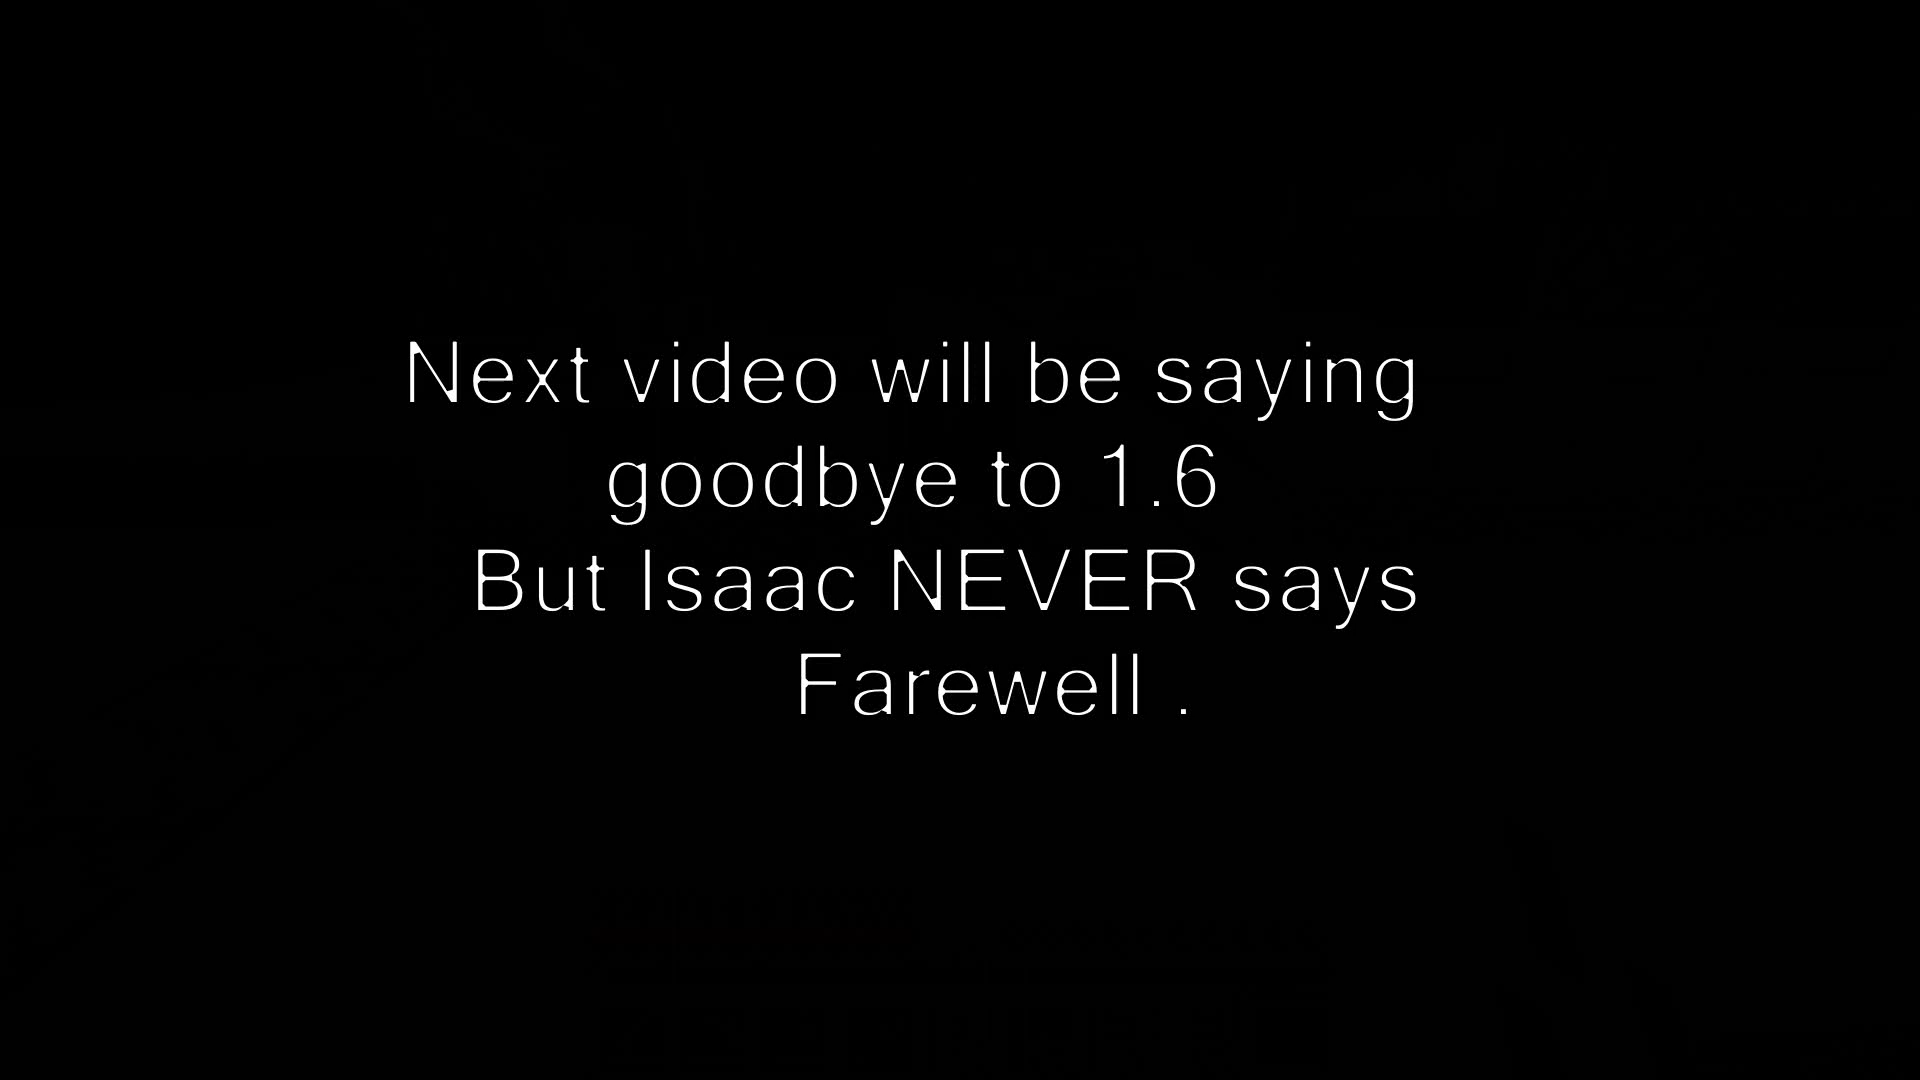 Next video will be saying
goodbye to 1.6
But Isaac NEVER says
Farewell .